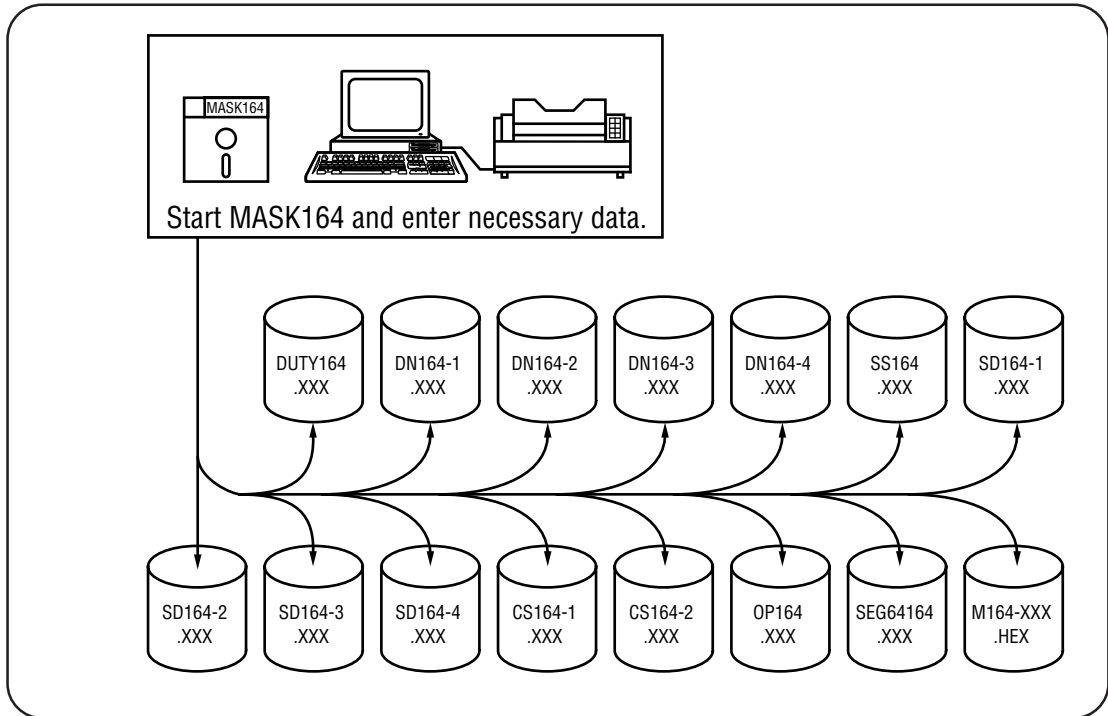 MASK164
Start MASK164 and enter necessary data.
DUTY164
.XXX
DN164-1
.XXX
DN164-2
.XXX
DN164-3
.XXX
DN164-4
.XXX
SS164
.XXX
SD164-1
.XXX
SD164-2
.XXX
SD164-3
.XXX
SD164-4
.XXX
CS164-1
.XXX
CS164-2
.XXX
OP164
.XXX
SEG64164
.XXX
M164-XXX
.HEX